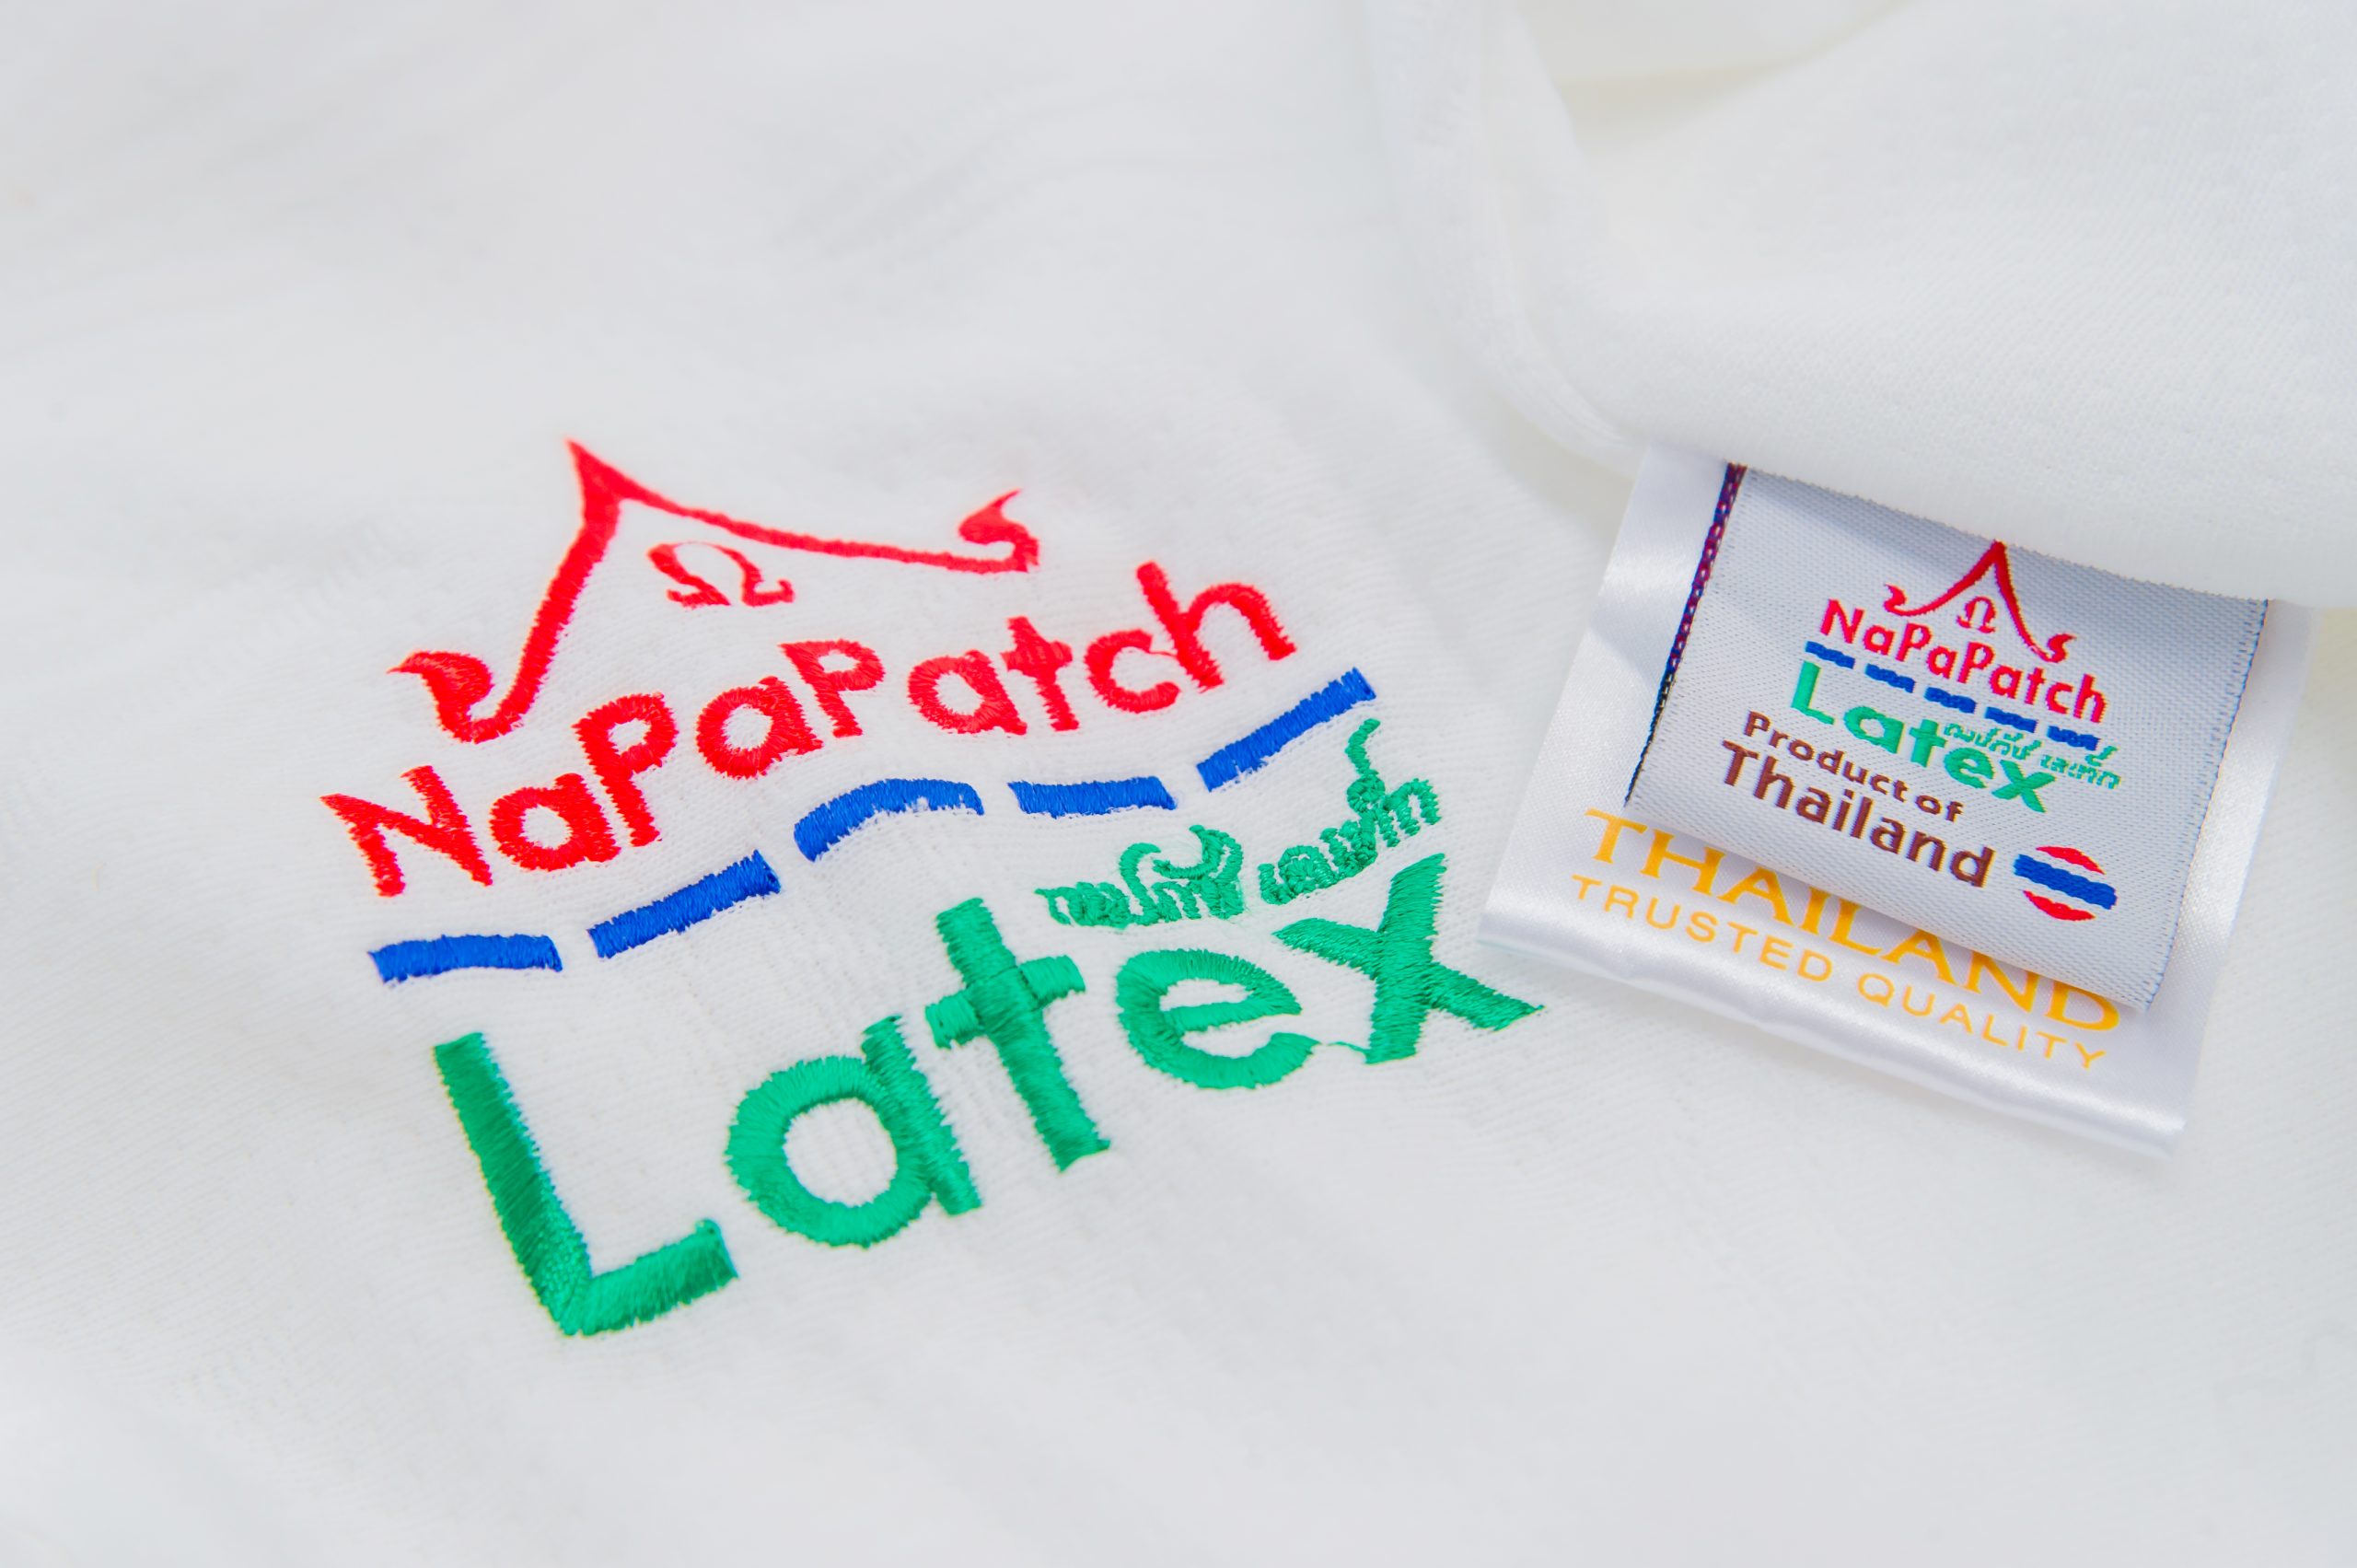 Ω
NaPaPatch
Latex
Ω
NaPaPatch
Latex
Product of
Thailand
THAILAND
TRUSTED QUALITY